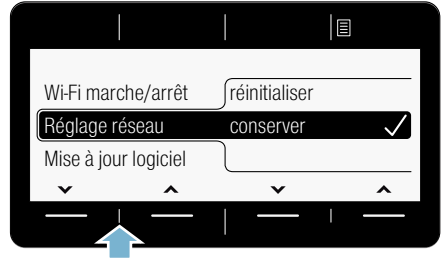 Wi-Fi marche/arrêt réinitialiser
Réglage réseau conserver
Mise à jour logiciel